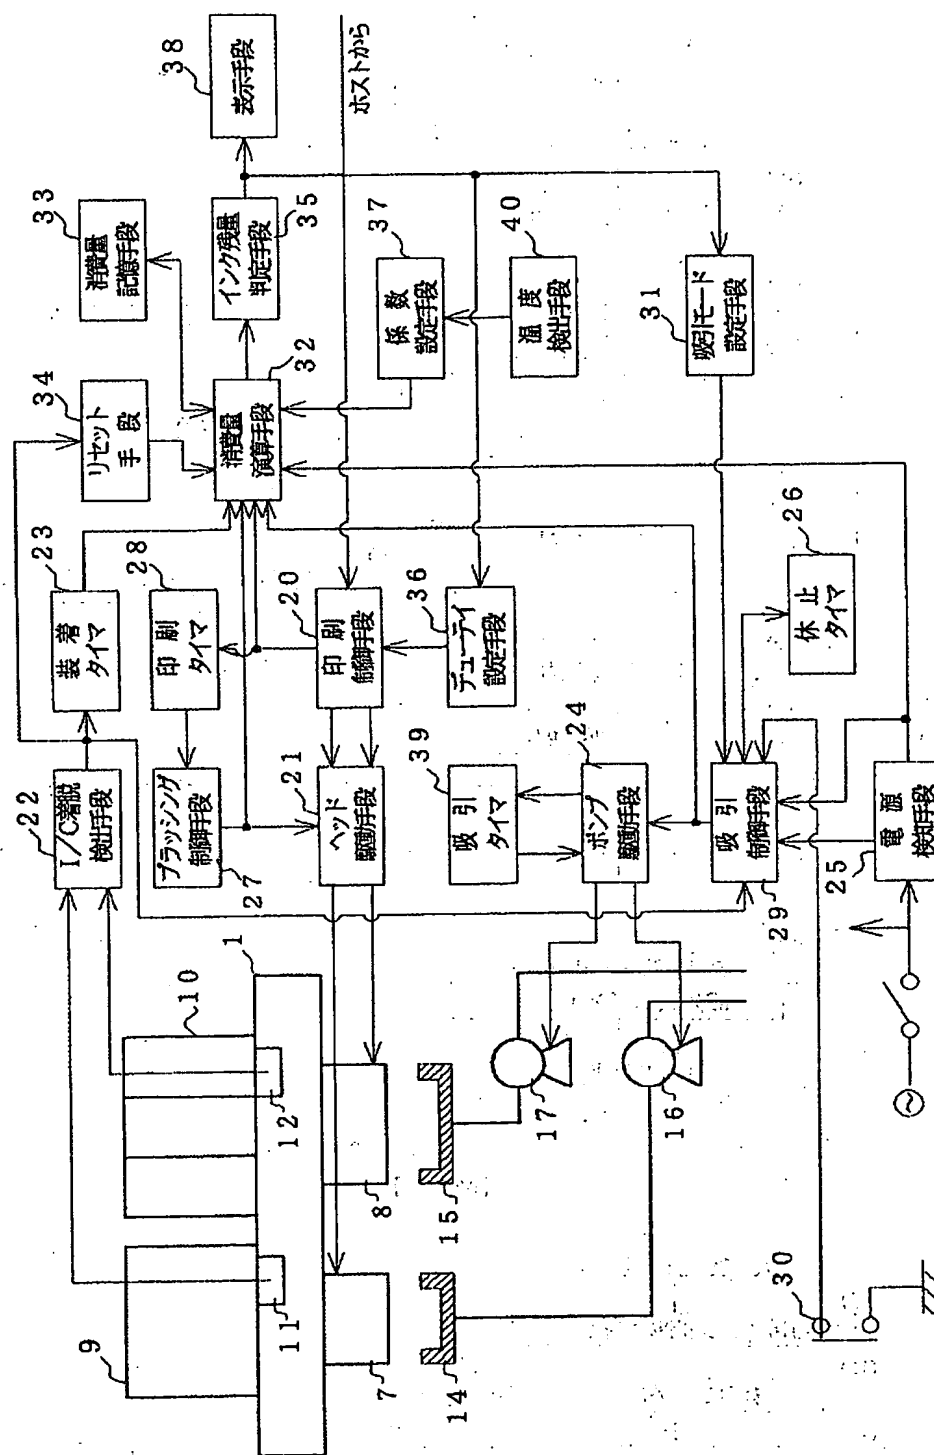 38
表示手段
ホストから
33
消費量
記憶手段
35
インク残量
判定手段
37
係数
設定手段
40
温度
検出手段
31
吸引モード
設定手段
34
リセット
手段
32
消費量
演算手段
23
装着
タイマ
28
印刷
タイマ
20
印刷
制御手段
36
デューティ
設定手段
26
休止
タイマ
22
I/C着脱
検出手段
フラッシング
制御手段
27
21
ヘッド
駆動手段
39
吸引
タイマ
24
ポンプ
駆動手段
吸引
制御手段
29
25
電源
検知手段
1
10
12
8
15
17
16
9
11
7
14
30